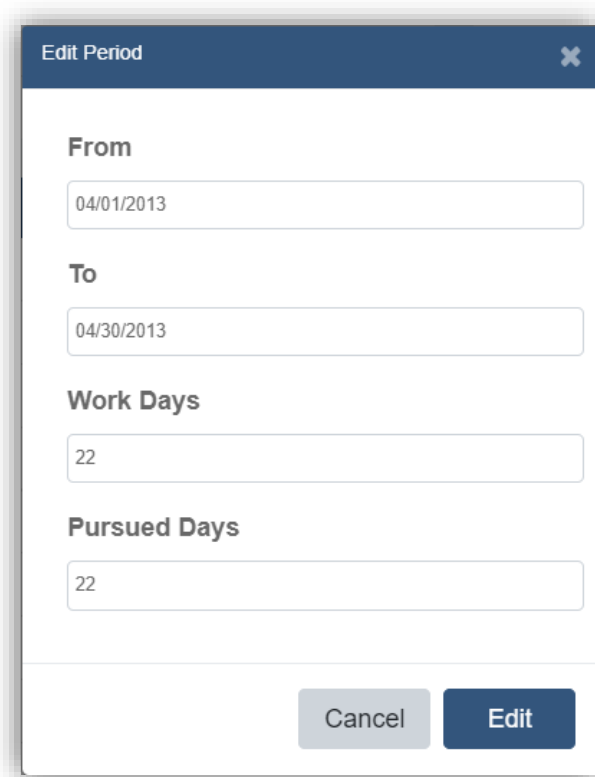 Edit Period
From
04/01/2013
To
04/30/2013
Work Days
22
Pursued Days
22
Cancel Edit